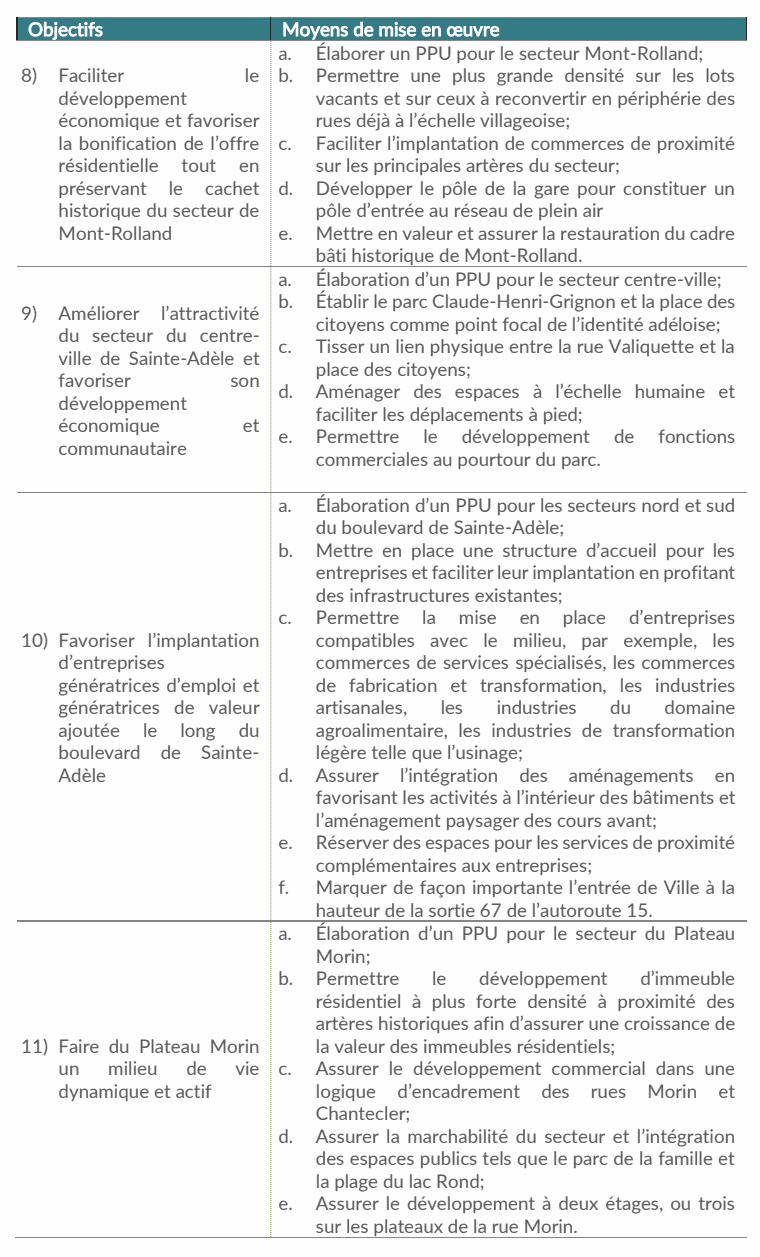 Objectifs
Moyens de mise en œuvre
8) Faciliter le
développement
économique et favoriser
la bonification de l'offre
résidentielle tout en
préservant le cachet
historique du secteur de
Mont-Rolland
a. Élaborer un PPU pour le secteur Mont-Rolland;
b. Permettre une plus grande densité sur les lots
vacants et sur ceux à reconvertir en périphérie des
rues déjà à l'échelle villageoise;
c. Faciliter l'implantation de commerces de proximité
sur les principales artères du secteur;
d. Développer le pôle de la gare pour constituer un
pôle d'entrée au réseau de plein air
e. Mettre en valeur et assurer la restauration du cadre
bâti historique de Mont-Rolland.
9) Améliorer l'attractivité
du secteur du centre-
ville de Sainte-Adèle et
favoriser son
développement
économique et
communautaire
a. Élaboration d'un PPU pour le secteur centre-ville;
b. Établir le parc Claude-Henri-Grignon et la place des
citoyens comme point focal de l'identité adéloise;
c. Tisser un lien physique entre la rue Valiquette et la
place des citoyens;
d. Aménager des espaces à l'échelle humaine et
faciliter les déplacements à pied;
e. Permettre le développement de fonctions
commerciales au pourtour du parc.
10) Favoriser l'implantation
d'entreprises
génératrices d'emploi et
génératrices de valeur
ajoutée le long du
boulevard de Sainte-
Adèle
a. Élaboration d'un PPU pour les secteurs nord et sud
du boulevard de Sainte-Adèle;
b. Mettre en place une structure d'accueil pour les
entreprises et faciliter leur implantation en profitant
des infrastructures existantes;
c. Permettre la mise en place d'entreprises
compatibles avec le milieu, par exemple, les
commerces de services spécialisés, les commerces
de fabrication et transformation, les industries
artisanales, les industries du domaine
agroalimentaire, les industries de transformation
légère telle que l'usinage;
d. Assurer l'intégration des aménagements en
favorisant les activités à l'intérieur des bâtiments et
l'aménagement paysager des cours avant;
e. Réserver des espaces pour les services de proximité
complémentaires aux entreprises;
f. Marquer de façon importante l'entrée de Ville à la
hauteur de la sortie 67 de l'autoroute 15.
11) Faire du Plateau Morin
un milieu de vie
dynamique et actif
a. Élaboration d'un PPU pour le secteur du Plateau
Morin;
b. Permettre le développement d'immeuble
résidentiel à plus forte densité à proximité des
artères historiques afin d'assurer une croissance de
la valeur des immeubles résidentiels;
c. Assurer le développement commercial dans une
logique d'encadrement des rues Morin et
Chantecler;
d. Assurer la marchabilité du secteur et l'intégration
des espaces publics tels que le parc de la famille et
la plage du lac Rond;
e. Assurer le développement à deux étages, ou trois
sur les plateaux de la rue Morin.